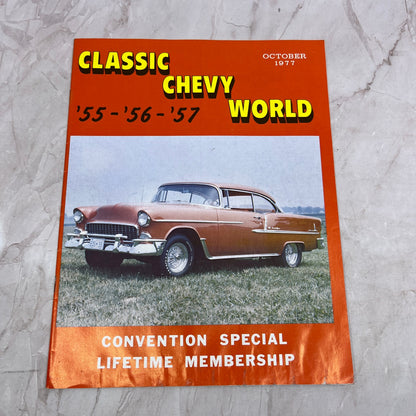 CLASSIC
CHEVY
WORLD
OCTOBER
1977
'55-'56-'57
CONVENTION SPECIAL
LIFETIME MEMBERSHIP